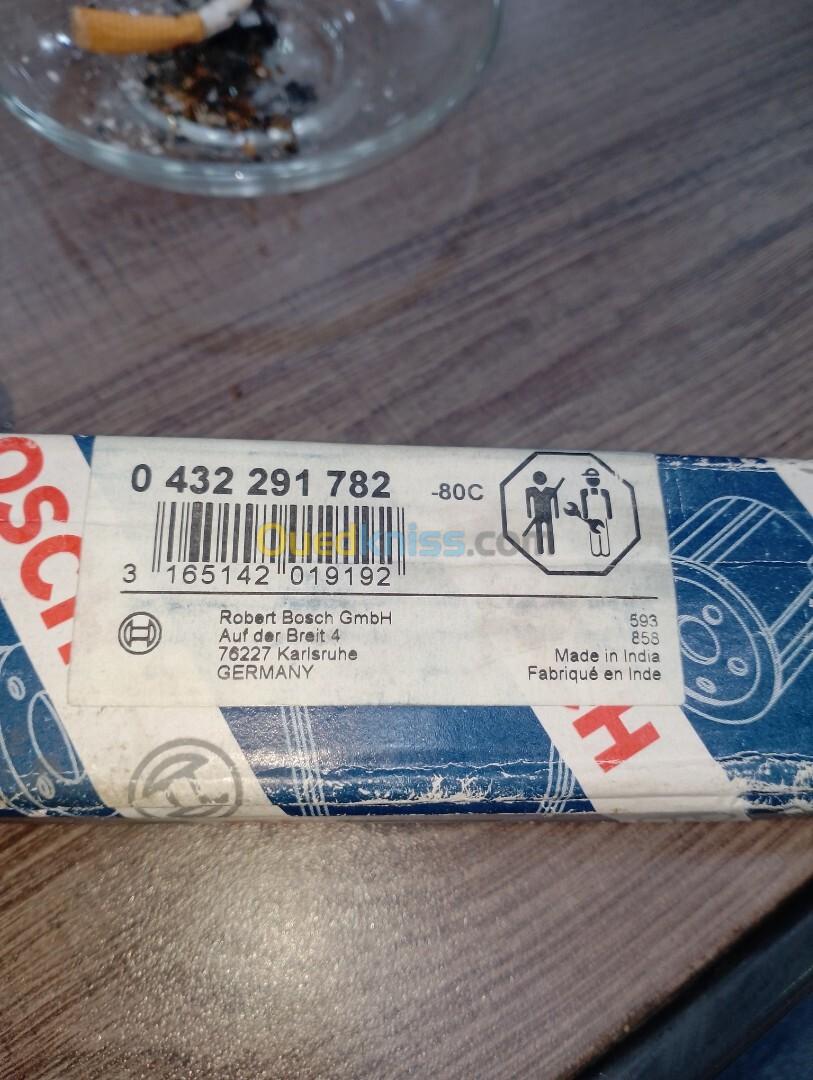 BOSCH
0 432 291 782 -80C
Ouedkniss.com
3 165142 019192
Robert Bosch GmbH 593
Auf der Breit 4 858
76227 Karlsruhe Made in India
GERMANY Fabriqué en Inde
H